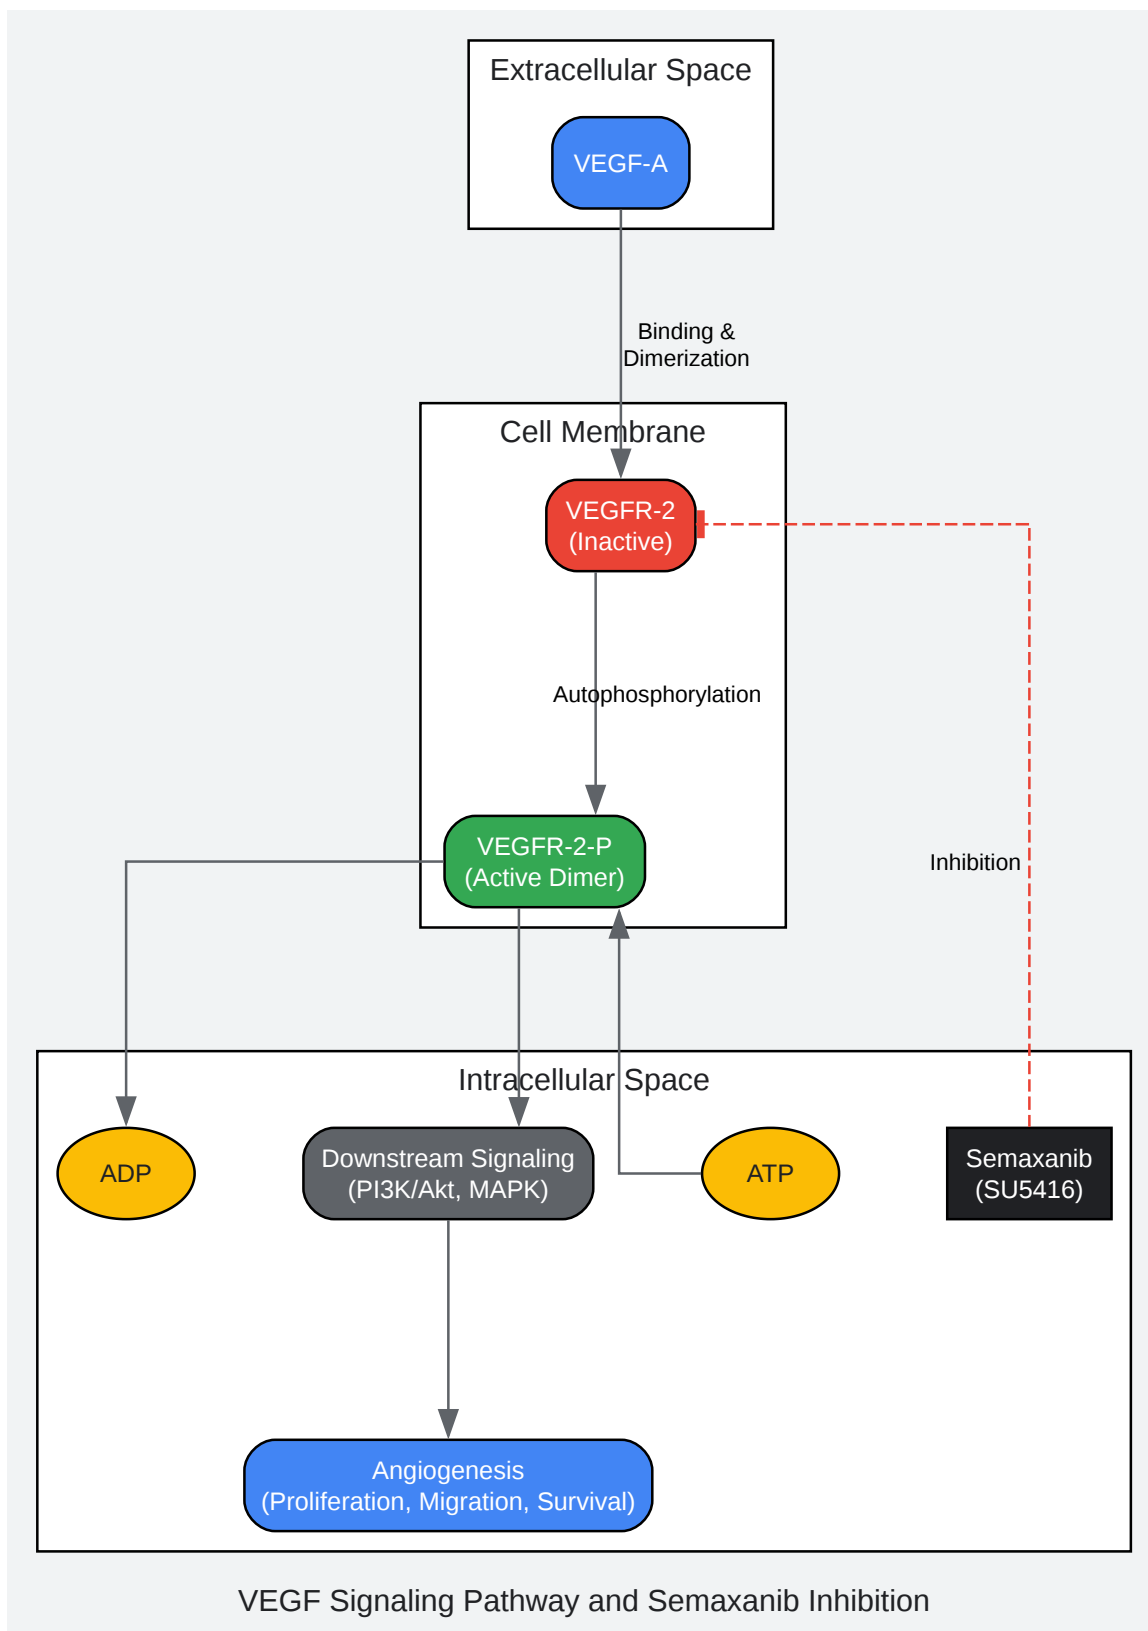 Extracellular Space
VEGF-A
Binding &
Dimerization
Cell Membrane
VEGFR-2
(Inactive)
Autophosphorylation
VEGFR-2-P
(Active Dimer)
Inhibition
Intracellular Space
ADP
Downstream Signaling
(PI3K/Akt, MAPK)
ATP
Semaxanib
(SU5416)
Angiogenesis
(Proliferation, Migration, Survival)
VEGF Signaling Pathway and Semaxanib Inhibition